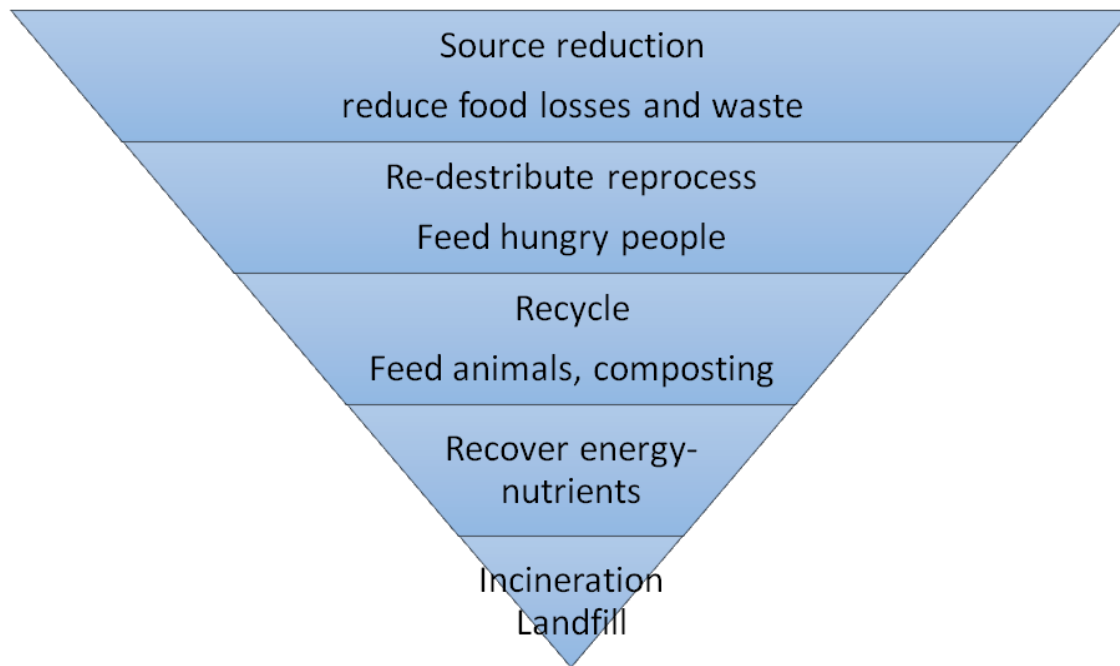 Source reduction
reduce food losses and waste
Re-destribute reprocess
Feed hungry people
Recycle
Feed animals, composting
Recover energy-
nutrients
Incineration
Landfill